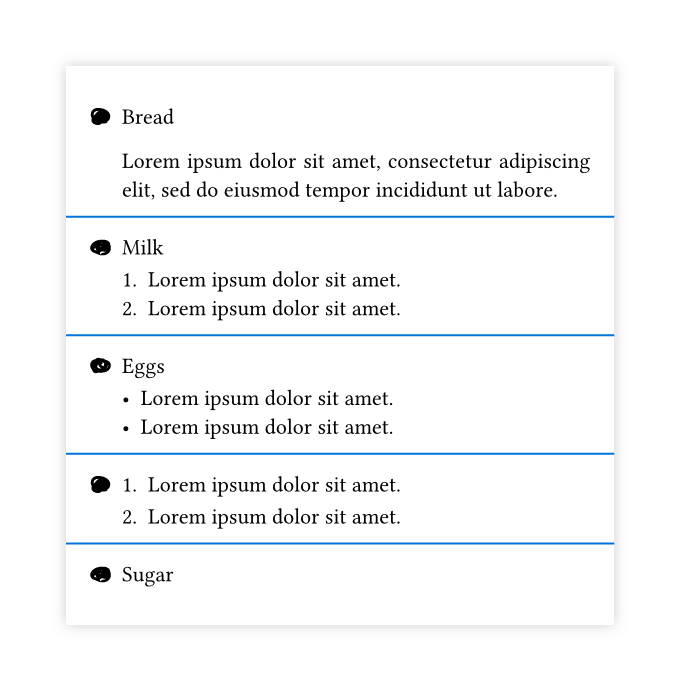 Bread
Lorem ipsum dolor sit amet, consectetur adipiscing
elit, sed do eiusmod tempor incididunt ut labore.
Milk
1. Lorem ipsum dolor sit amet.
2. Lorem ipsum dolor sit amet.
Eggs
• Lorem ipsum dolor sit amet.
• Lorem ipsum dolor sit amet.
1. Lorem ipsum dolor sit amet.
2. Lorem ipsum dolor sit amet.
Sugar